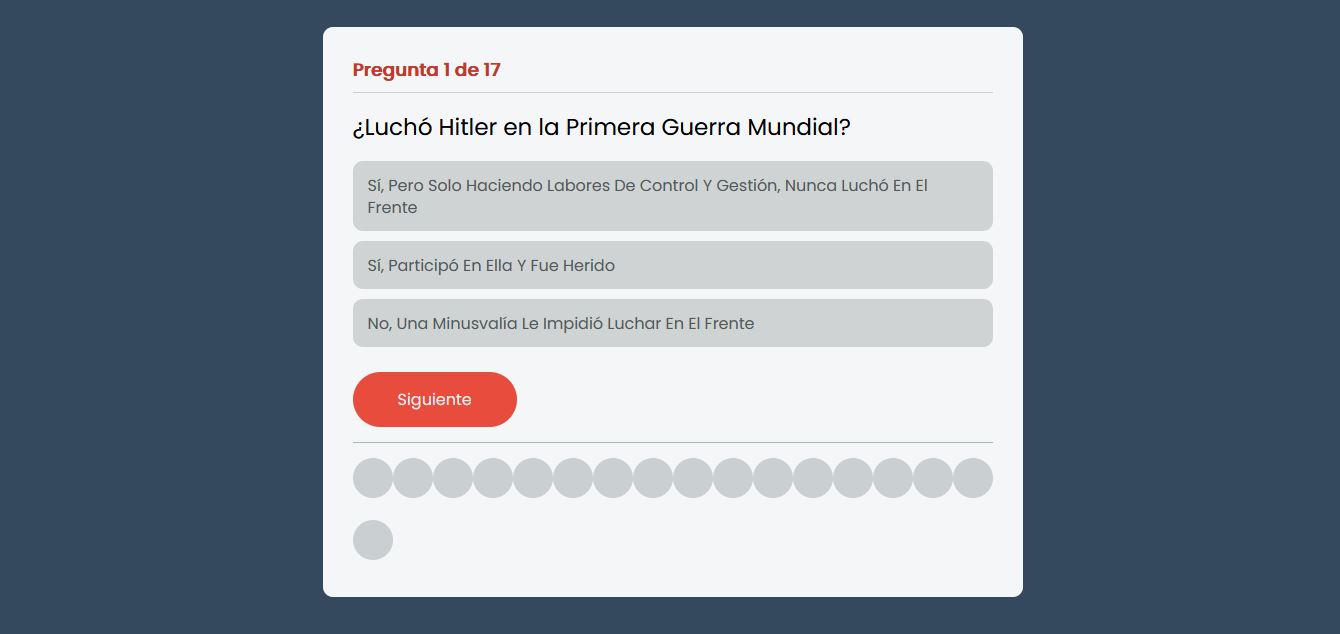 Pregunta 1 de 17
¿Luchó Hitler en la Primera Guerra Mundial?
Sí, Pero Solo Haciendo Labores De Control Y Gestión, Nunca Luchó En El
Frente
Sí, Participó En Ella Y Fue Herido
No, Una Minusvalía Le Impidió Luchar En El Frente
Siguiente